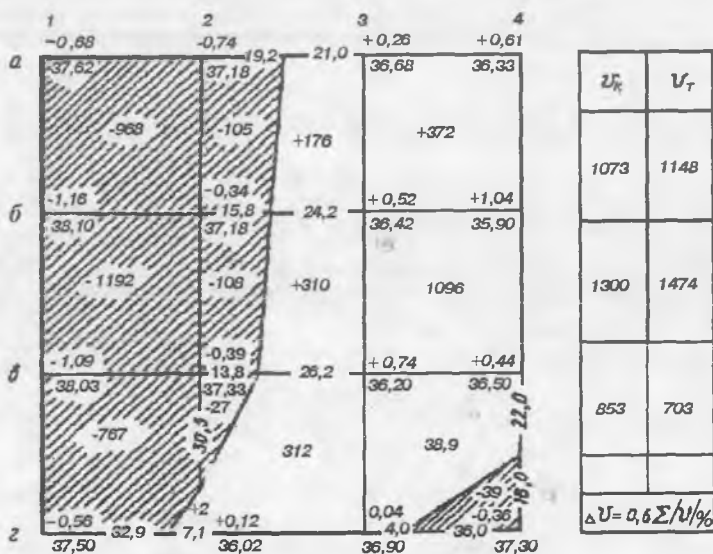 1 2 3 4
-0,68 -0,74 +0,26 +0,61
а 19,2 21,0
37,62 37,18 36,68 36,33
-968 -105 +176 +372
-1,16 -0,34 +0,52 +1,04
б 15,8 24,2
38,10 37,18 36,42 35,90
-1192 -108 +310 1096
-1,09 -0,39 +0,74 +0,44
в 13,8 26,2
38,03 37,33 36,20 36,50
-27
-767 30,3 312 38,9 22,0
+2 -39 16,0
-0,56 +0,12 0,04 -0,36
г 32,9 7,1 4,0 36,0
37,50 36,02 36,90 37,30
υк υт
1073 1148
1300 1474
853 703
Δυ=0,6Σ/υ/%